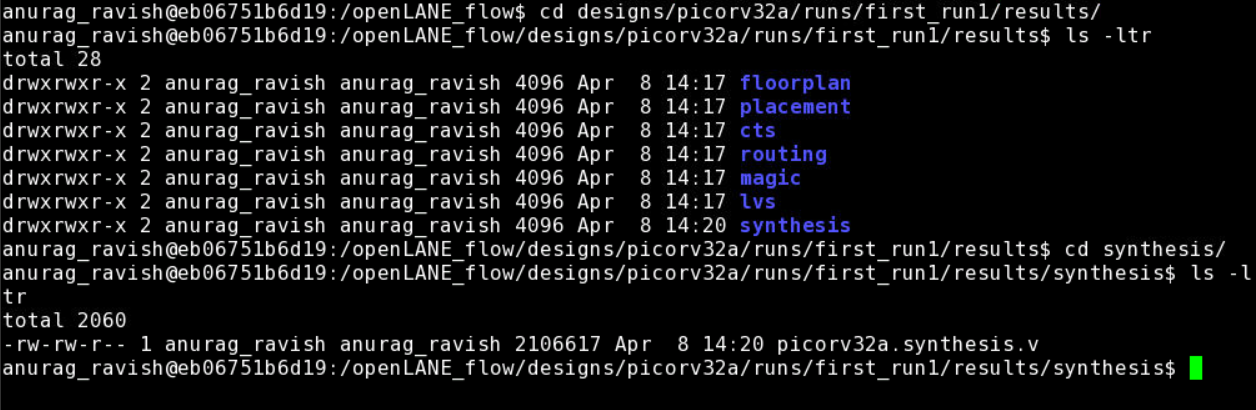 anurag_ravish@eb06751b6d19:/openLANE_flow$ cd designs/picorv32a/runs/first_run1/results/
anurag_ravish@eb06751b6d19:/openLANE_flow/designs/picorv32a/runs/first_run1/results$ ls -ltr
total 28
drwxrwxr-x 2 anurag_ravish anurag_ravish 4096 Apr  8 14:17 floorplan
drwxrwxr-x 2 anurag_ravish anurag_ravish 4096 Apr  8 14:17 placement
drwxrwxr-x 2 anurag_ravish anurag_ravish 4096 Apr  8 14:17 cts
drwxrwxr-x 2 anurag_ravish anurag_ravish 4096 Apr  8 14:17 routing
drwxrwxr-x 2 anurag_ravish anurag_ravish 4096 Apr  8 14:17 magic
drwxrwxr-x 2 anurag_ravish anurag_ravish 4096 Apr  8 14:17 lvs
drwxrwxr-x 2 anurag_ravish anurag_ravish 4096 Apr  8 14:20 synthesis
anurag_ravish@eb06751b6d19:/openLANE_flow/designs/picorv32a/runs/first_run1/results$ cd synthesis/
anurag_ravish@eb06751b6d19:/openLANE_flow/designs/picorv32a/runs/first_run1/results/synthesis$ ls -l
tr
total 2060
-rw-rw-r-- 1 anurag_ravish anurag_ravish 2106617 Apr  8 14:20 picorv32a.synthesis.v
anurag_ravish@eb06751b6d19:/openLANE_flow/designs/picorv32a/runs/first_run1/results/synthesis$